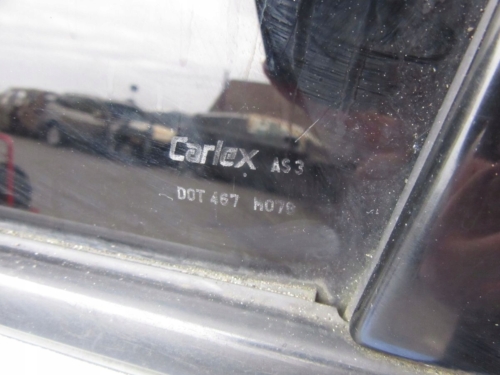 Carlex AS3
DOT 467 M07B